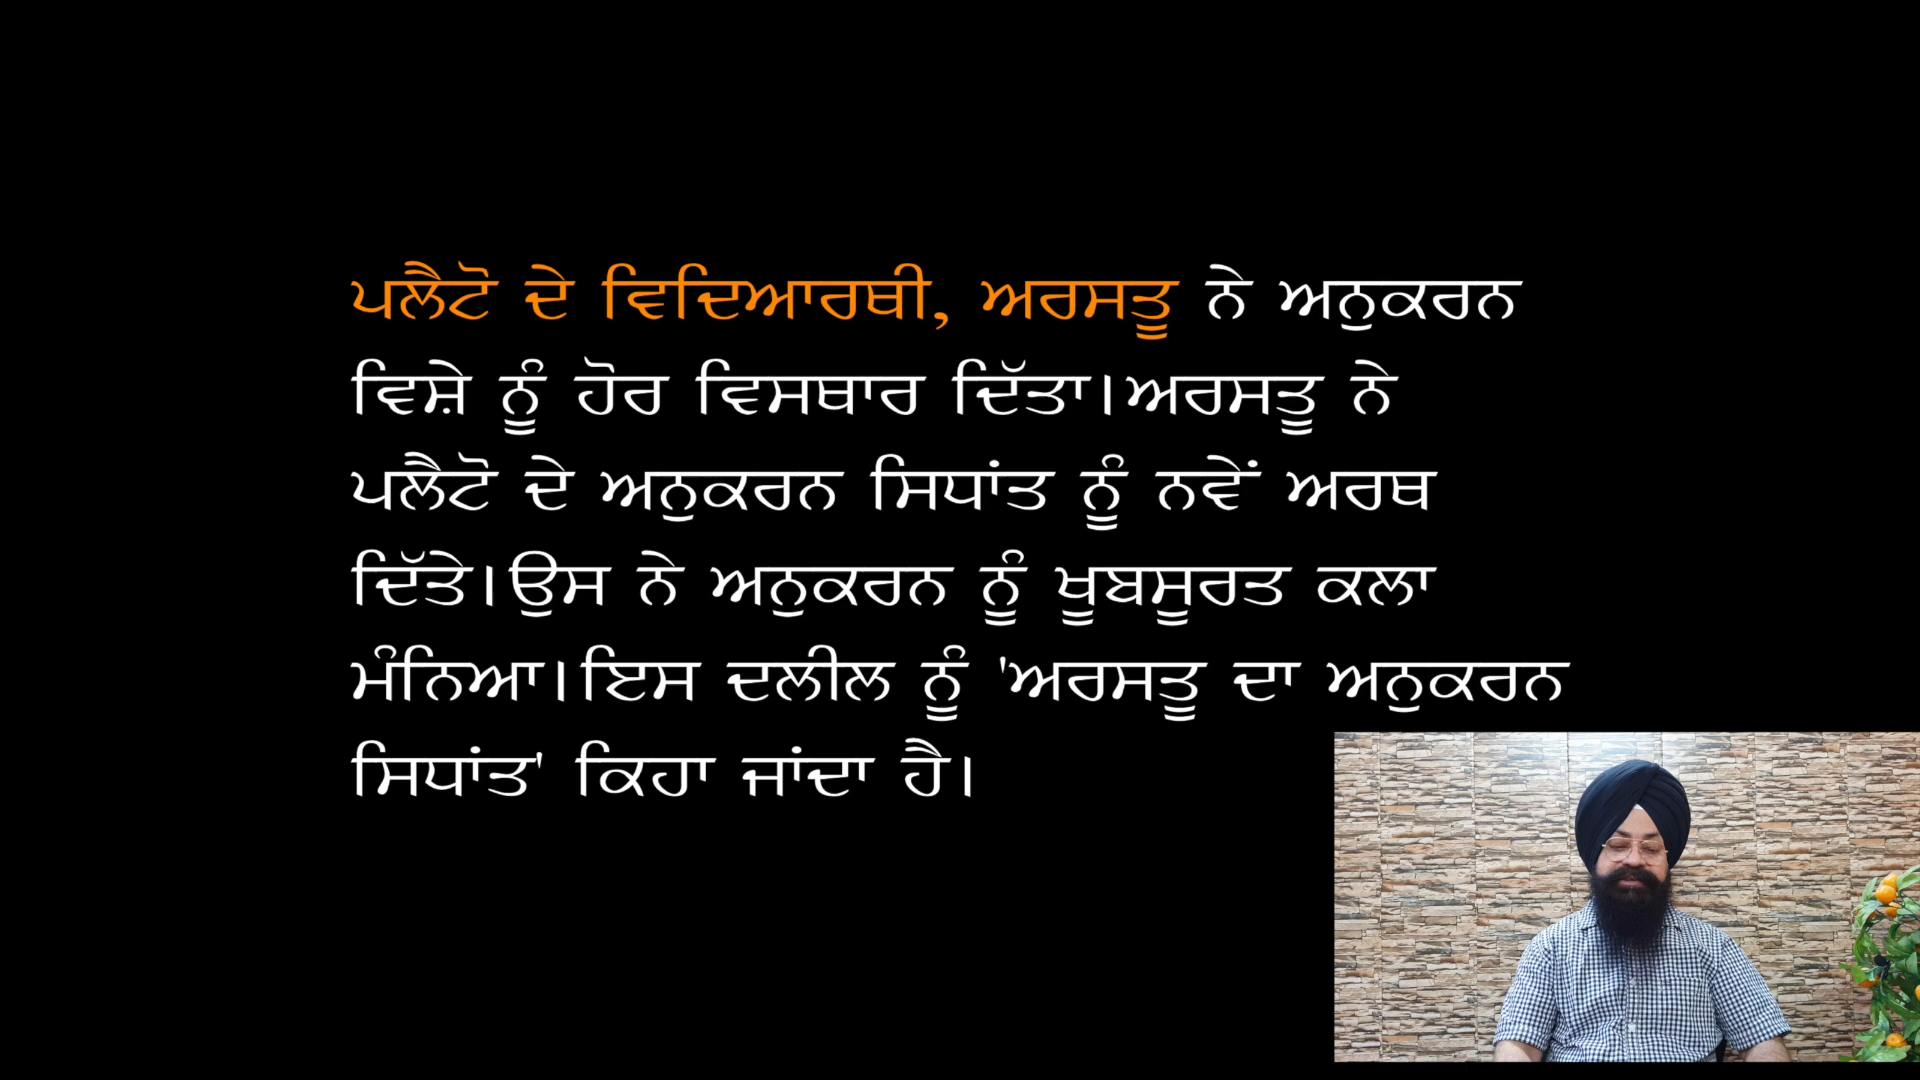 ਪਲੈਟੋ ਦੇ ਵਿਦਿਆਰਥੀ, ਅਰਸਤੂ ਨੇ ਅਨੁਕਰਨ
ਵਿਸ਼ੇ ਨੂੰ ਹੋਰ ਵਿਸਥਾਰ ਦਿੱਤਾ।ਅਰਸਤੂ ਨੇ
ਪਲੈਟੋ ਦੇ ਅਨੁਕਰਨ ਸਿਧਾਂਤ ਨੂੰ ਨਵੇਂ ਅਰਥ
ਦਿੱਤੇ।ਉਸ ਨੇ ਅਨੁਕਰਨ ਨੂੰ ਖੂਬਸੂਰਤ ਕਲਾ
ਮੰਨਿਆ।ਇਸ ਦਲੀਲ ਨੂੰ 'ਅਰਸਤੂ ਦਾ ਅਨੁਕਰਨ
ਸਿਧਾਂਤ' ਕਿਹਾ ਜਾਂਦਾ ਹੈ।